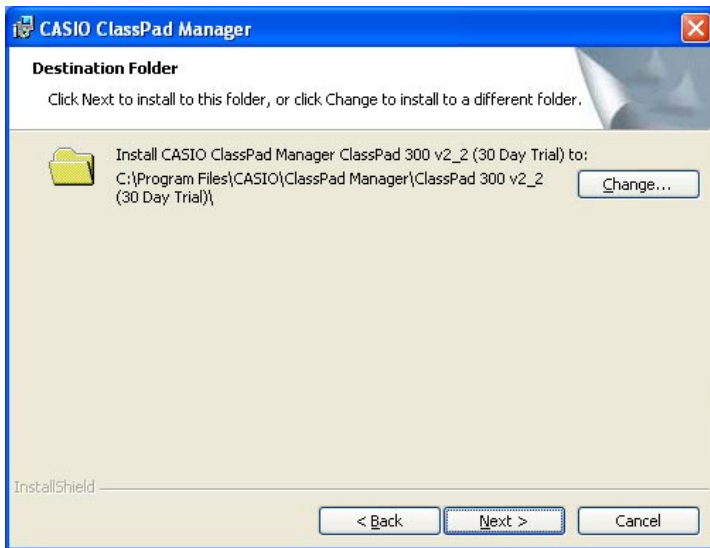 CASIO ClassPad Manager
Destination Folder
Click Next to install to this folder, or click Change to install to a different folder.
Install CASIO ClassPad Manager ClassPad 300 v2_2 (30 Day Trial) to:
C:\Program Files\CASIO\ClassPad Manager\ClassPad 300 v2_2
(30 Day Trial)\
Change...
InstallShield
< Back
Next >
Cancel